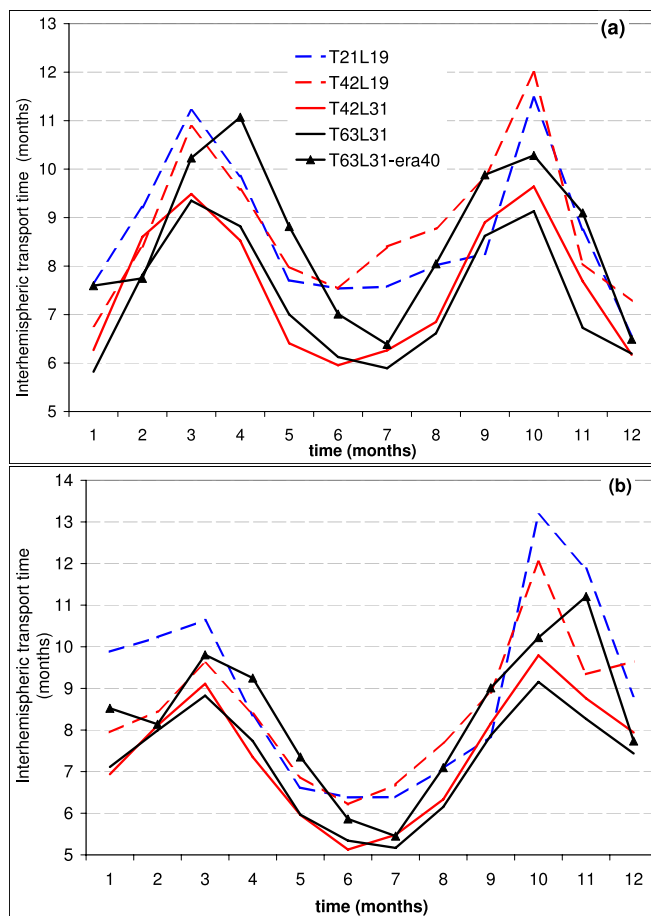 (a)
13
12
11
10
9
8
7
6
5
Interhemispheric transport time (months)
T21L19
T42L19
T42L31
T63L31
T63L31-era40
1 2 3 4 5 6 7 8 9 10 11 12
time (months)
(b)
14
13
12
11
10
9
8
7
6
5
Interhemispheric transport time
(months)
1 2 3 4 5 6 7 8 9 10 11 12
time (months)